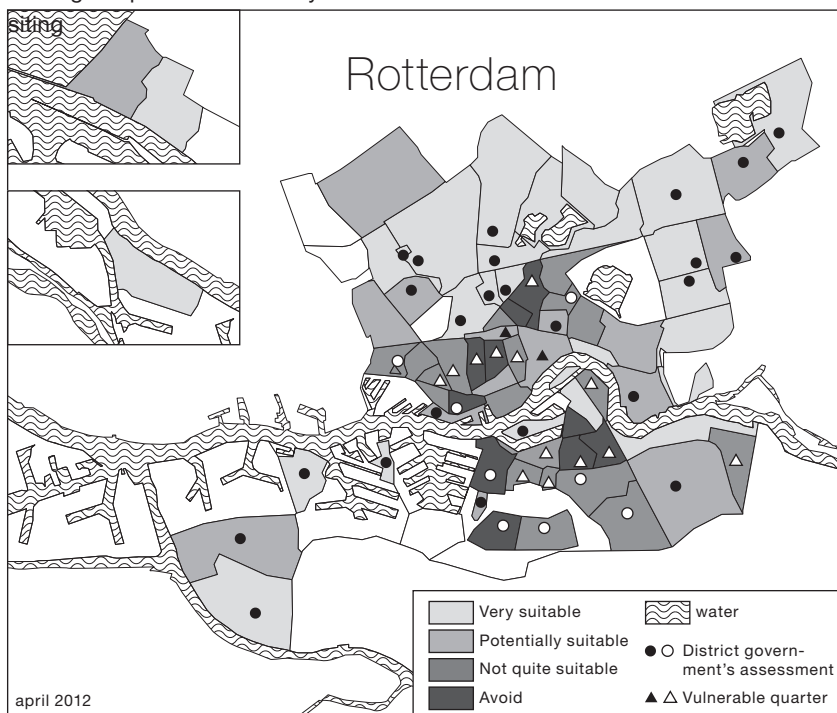 siting
Rotterdam
Very suitable
Potentially suitable
Not quite suitable
Avoid
water
District govern-
ment's assessment
Vulnerable quarter
april 2012